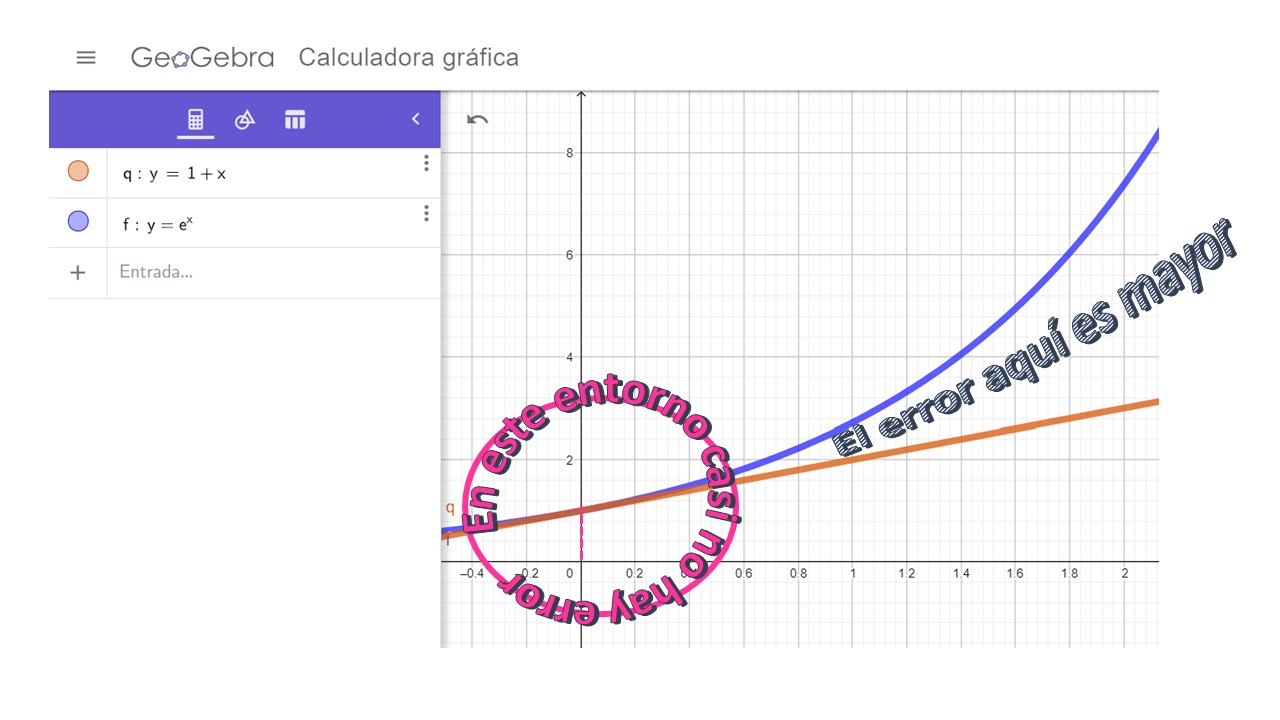 GeoGebra Calculadora gráfica
q : y = 1 + x
f : y = eˣ
+ Entrada...
8
6
4
2
q
f
−0.4 −0.2 0 0.2 0.4 0.6 0.8 1 1.2 1.4 1.6 1.8 2
En este entorno casi no hay error
El error aquí es mayor